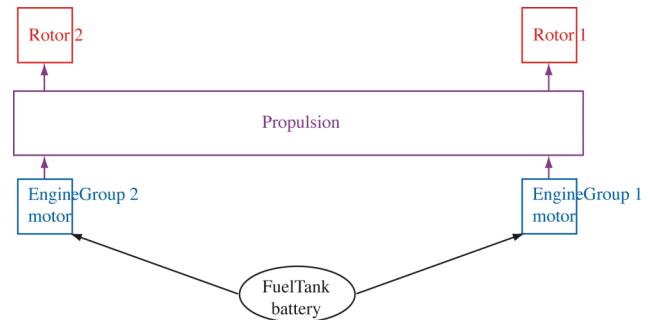 Rotor 2
Rotor 1
Propulsion
EngineGroup 2
motor
EngineGroup 1
motor
FuelTank
battery